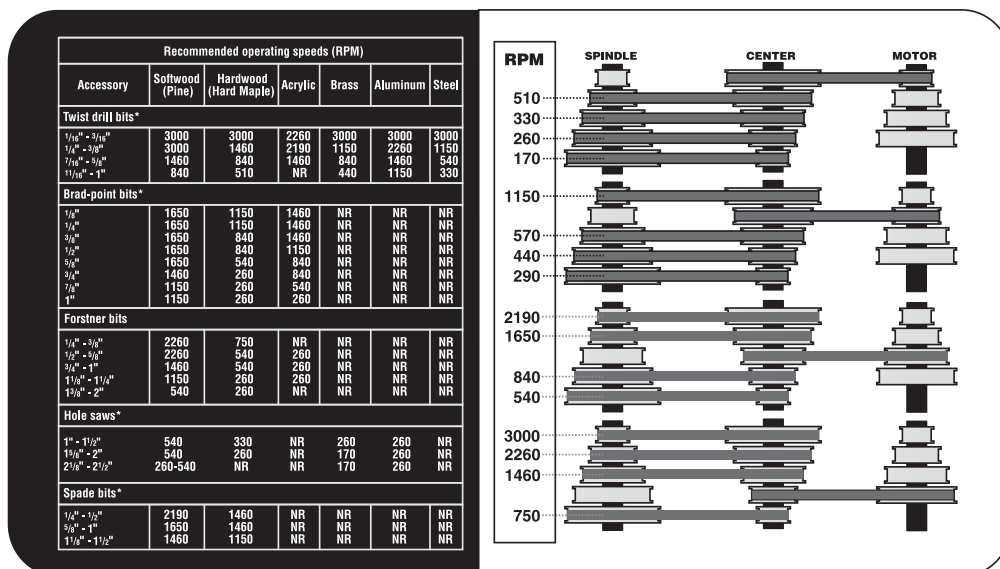 Recommended operating speeds (RPM)
Accessory Softwood (Pine) Hardwood (Hard Maple) Acrylic Brass Aluminum Steel
Twist drill bits*
1/16" - 3/16" 3000 3000 2260 3000 3000 3000
1/4" - 3/8" 3000 1460 2190 1150 2260 1150
7/16" - 5/8" 1460 840 1460 840 1460 540
11/16" - 1" 840 510 NR 440 1150 330
Brad-point bits*
1/8" 1650 1150 1460 NR NR NR
1/4" 1650 1150 1460 NR NR NR
3/8" 1650 840 1460 NR NR NR
1/2" 1650 840 1150 NR NR NR
5/8" 1650 540 840 NR NR NR
3/4" 1460 260 840 NR NR NR
7/8" 1150 260 540 NR NR NR
1" 1150 260 260 NR NR NR
Forstner bits
1/4" - 3/8" 2260 750 NR NR NR NR
1/2" - 5/8" 2260 540 260 NR NR NR
3/4" - 1" 1460 540 260 NR NR NR
1 1/8" - 1 1/4" 1150 260 260 NR NR NR
1 3/8" - 2" 540 260 NR NR NR NR
Hole saws*
1" - 1 1/2" 540 330 NR 260 260 NR
1 5/8" - 2" 540 260 NR 170 260 NR
2 1/8" - 2 1/2" 260-540 NR NR 170 260 NR
Spade bits*
1/4" - 1/2" 2190 1460 NR NR NR NR
5/8" - 1" 1650 1460 NR NR NR NR
1 1/8" - 1 1/2" 1460 1150 NR NR NR NR
RPM SPINDLE CENTER MOTOR
510
330
260
170
1150
570
440
290
2190
1650
840
540
3000
2260
1460
750